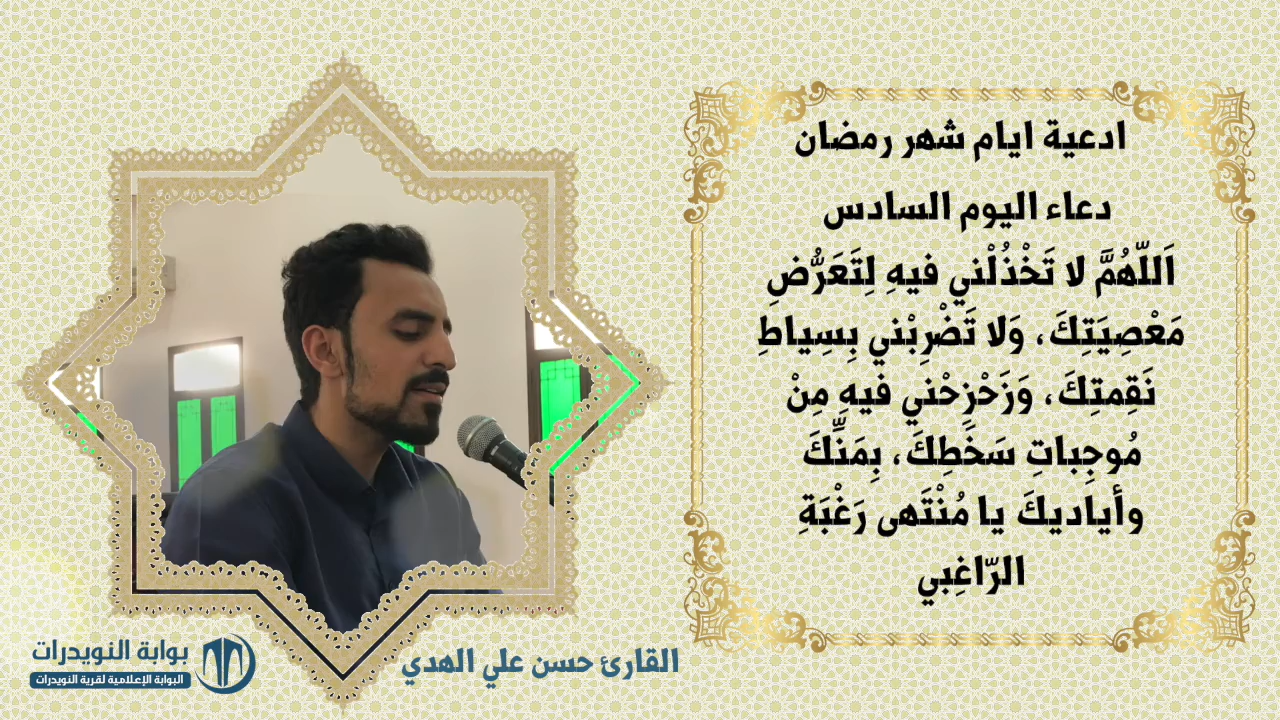 ادعية ايام شهر رمضان
دعاء اليوم السادس
اَللّهُمَّ لا تَخْذُلْني فيهِ لِتَعَرُّضِ
مَعْصِيَتِكَ، وَلا تَضْرِبْني بِسِياطِ
نَقِمتِكَ، وَزَحْزِحْني فيهِ مِنْ
مُوجِباتِ سَخَطِكَ، بِمَنِّكَ
وأياديكَ يا مُنْتَهى رَغْبَةِ
الرّاغِبي
القارئ حسن علي الهدي
بوابة النويدرات
البوابة الإعلامية لقرية النويدرات